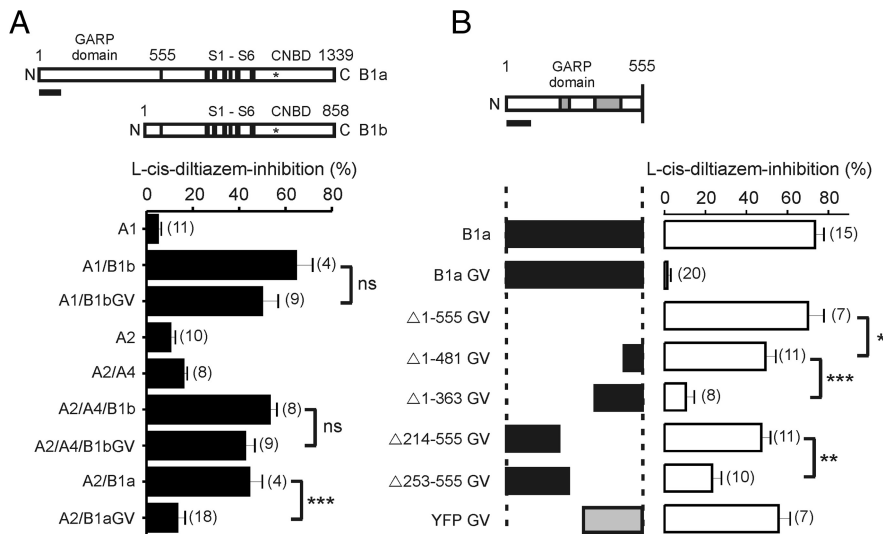 A
GARP
domain
1 555 S1 - S6 CNBD 1339
N * C B1a
1 S1 - S6 CNBD 858
N * C B1b
L-cis-diltiazem-inhibition (%)
0 20 40 60 80
A1 (11)
A1/B1b (4)
ns
A1/B1bGV (9)
A2 (10)
A2/A4 (8)
A2/A4/B1b (8)
ns
A2/A4/B1bGV (9)
A2/B1a (4)
***
A2/B1aGV (18)
B
1 GARP 555
domain
N
L-cis-diltiazem-inhibition (%)
0 20 40 60
B1a (15)
B1a GV (20)
△1-555 GV (7)
*
△1-481 GV (11)
***
△1-363 GV (8)
△214-555 GV (11)
**
△253-555 GV (10)
YFP GV (7)